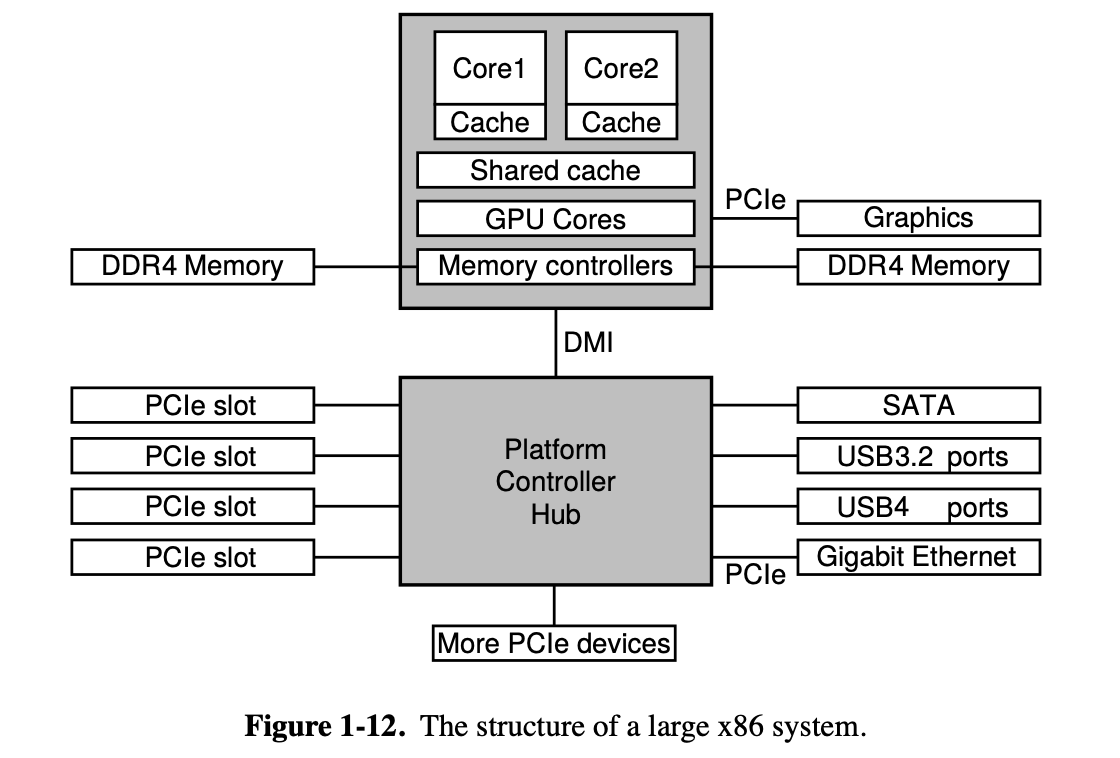 Core1
Core2
Cache
Cache
Shared cache
PCIe
GPU Cores
Graphics
DDR4 Memory
Memory controllers
DDR4 Memory
DMI
PCIe slot
SATA
PCIe slot
Platform
Controller
Hub
USB3.2 ports
PCIe slot
USB4 ports
PCIe slot
Gigabit Ethernet
PCIe
More PCIe devices
Figure 1-12. The structure of a large x86 system.